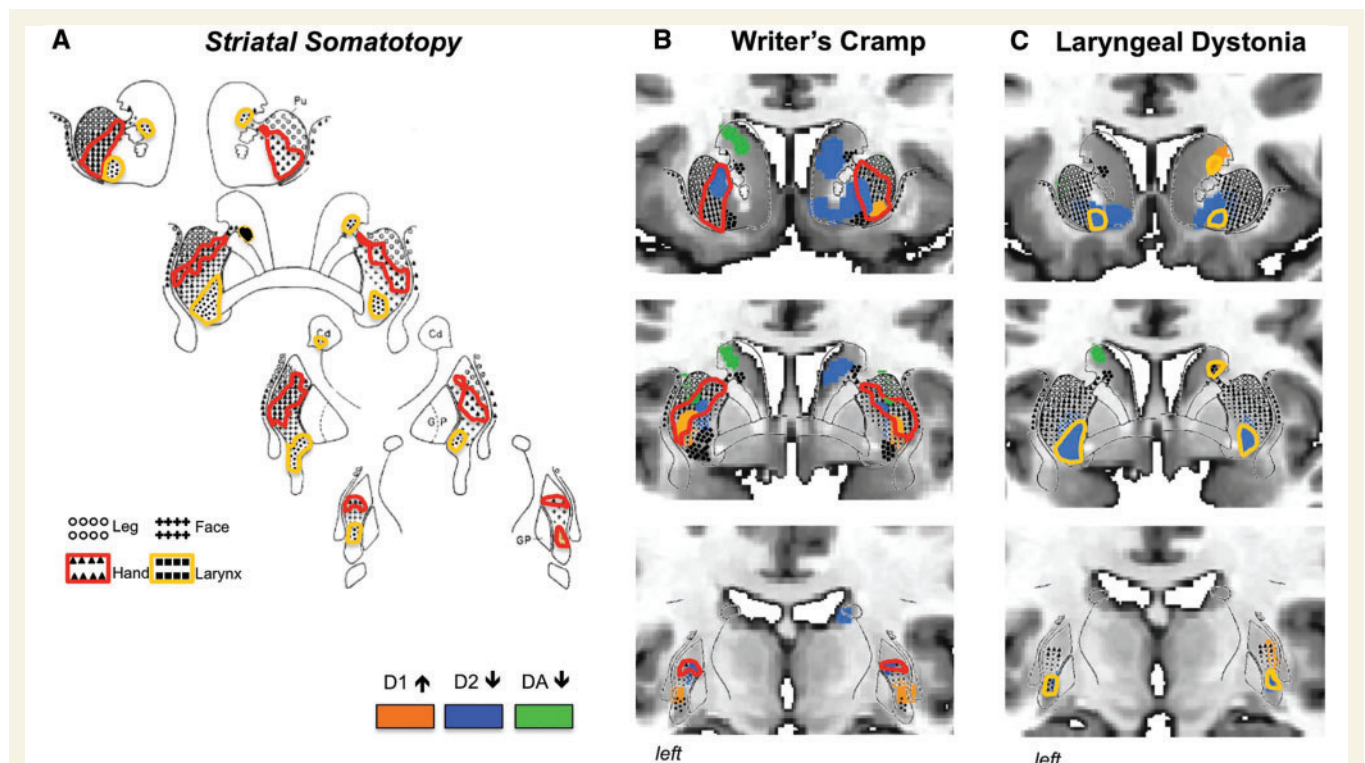 A Striatal Somatotopy
B Writer's Cramp
C Laryngeal Dystonia
Pu
Cd
Cd
GP
GP
Leg
Face
Hand
Larynx
D1 ↑ D2 ↓ DA ↓
left
left